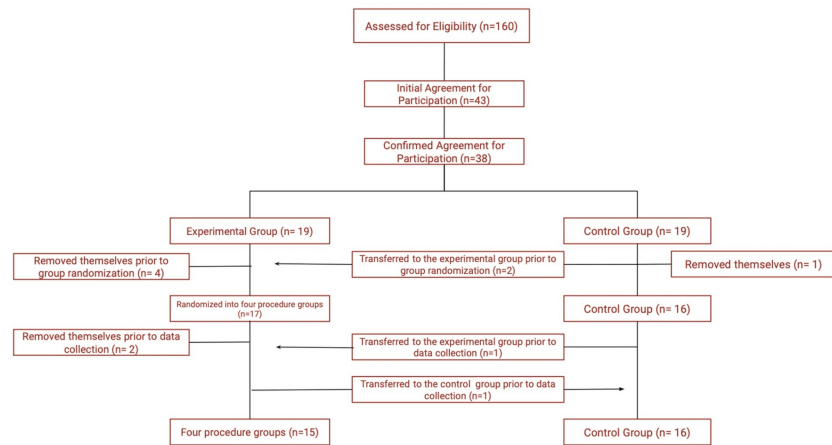 Assessed for Eligibility (n=160)
Initial Agreement for
Participation (n=43)
Confirmed Agreement for
Participation (n=38)
Experimental Group (n= 19)
Control Group (n= 19)
Removed themselves prior to
group randomization (n= 4)
Transferred to the experimental group prior to
group randomization (n=2)
Removed themselves (n= 1)
Randomized into four procedure groups
(n=17)
Control Group (n= 16)
Removed themselves prior to data
collection (n= 2)
Transferred to the experimental group prior to
data collection (n=1)
Transferred to the control group prior to data
collection (n=1)
Four procedure groups (n=15)
Control Group (n= 16)